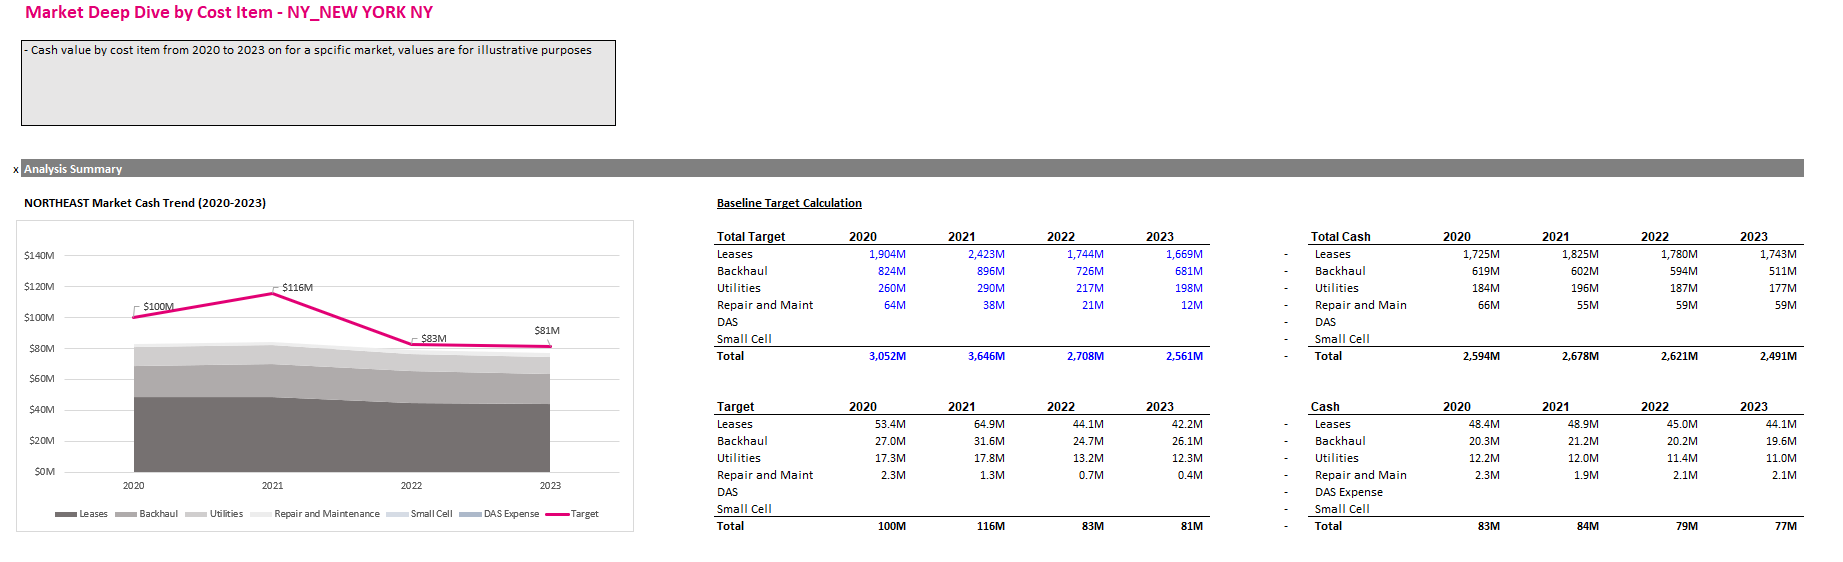 Market Deep Dive by Cost Item - NY_NEW YORK NY
- Cash value by cost item from 2020 to 2023 on for a spcific market, values are for illustrative purposes
x Analysis Summary
NORTHEAST Market Cash Trend (2020-2023)
$140M
$120M
$100M
$80M
$60M
$40M
$20M
$0M
$100M
$116M
$83M
$81M
2020 2021 2022 2023
Leases Backhaul Utilities Repair and Maintenance Small Cell DAS Expense Target
Baseline Target Calculation
Total Target 2020 2021 2022 2023
Leases 1,904M 2,423M 1,744M 1,669M
Backhaul 824M 896M 726M 681M
Utilities 260M 290M 217M 198M
Repair and Maint 64M 38M 21M 12M
DAS
Small Cell
Total 3,052M 3,646M 2,708M 2,561M
Total Cash 2020 2021 2022 2023
- Leases 1,725M 1,825M 1,780M 1,743M
- Backhaul 619M 602M 594M 511M
- Utilities 184M 196M 187M 177M
- Repair and Main 66M 55M 59M 59M
- DAS
- Small Cell
- Total 2,594M 2,678M 2,621M 2,491M
Target 2020 2021 2022 2023
Leases 53.4M 64.9M 44.1M 42.2M
Backhaul 27.0M 31.6M 24.7M 26.1M
Utilities 17.3M 17.8M 13.2M 12.3M
Repair and Maint 2.3M 1.3M 0.7M 0.4M
DAS
Small Cell
Total 100M 116M 83M 81M
Cash 2020 2021 2022 2023
- Leases 48.4M 48.9M 45.0M 44.1M
- Backhaul 20.3M 21.2M 20.2M 19.6M
- Utilities 12.2M 12.0M 11.4M 11.0M
- Repair and Main 2.3M 1.9M 2.1M 2.1M
- DAS Expense
- Small Cell
- Total 83M 84M 79M 77M